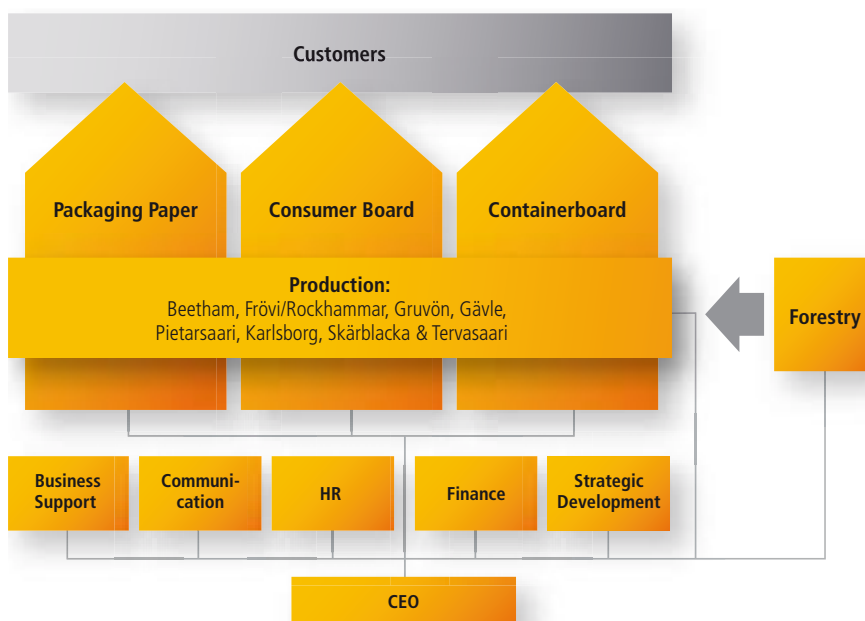 Customers
Packaging Paper
Consumer Board
Containerboard
Production:
Beetham, Frövi/Rockhammar, Gruvön, Gävle,
Pietarsaari, Karlsborg, Skärblacka & Tervasaari
Forestry
Business
Support
Communi-
cation
HR
Finance
Strategic
Development
CEO